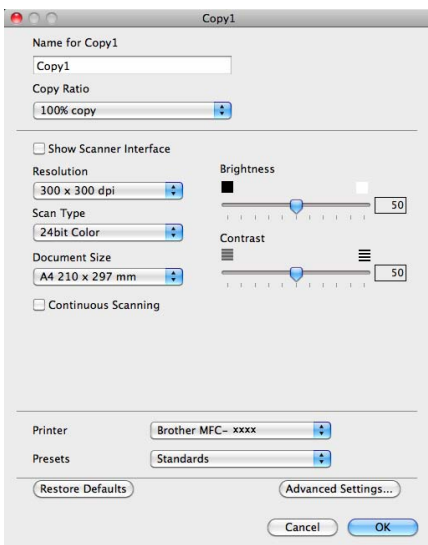 Copy1
Name for Copy1
Copy1
Copy Ratio
100% copy
Show Scanner Interface
Resolution
300 x 300 dpi
Scan Type
24bit Color
Document Size
A4 210 x 297 mm
Continuous Scanning
Brightness
50
Contrast
50
Printer
Brother MFC- xxxx
Presets
Standards
Restore Defaults
Advanced Settings...
Cancel
OK